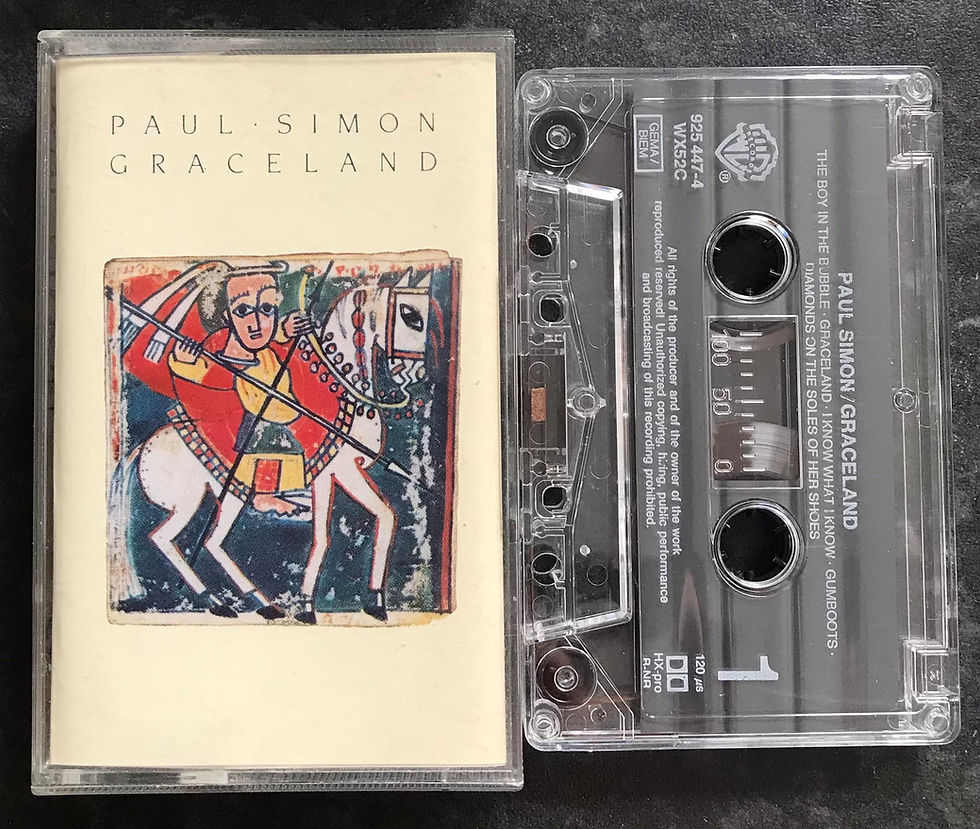 PAUL · SIMON
GRACELAND
PAUL SIMON / GRACELAND
THE BOY IN THE BUBBLE · GRACELAND · I KNOW WHAT I KNOW · GUMBOOTS ·
DIAMONDS ON THE SOLES OF HER SHOES
WB
RECORDS
®
925 447-4
WX52C
GEMA/
BIEM
100 50 0
1
All rights of the producer and of the owner of the work
reproduced reserved! Unauthorized copying, hiring, public performance
and broadcasting of this recording prohibited.
120 µs
HX-pro
B-NR